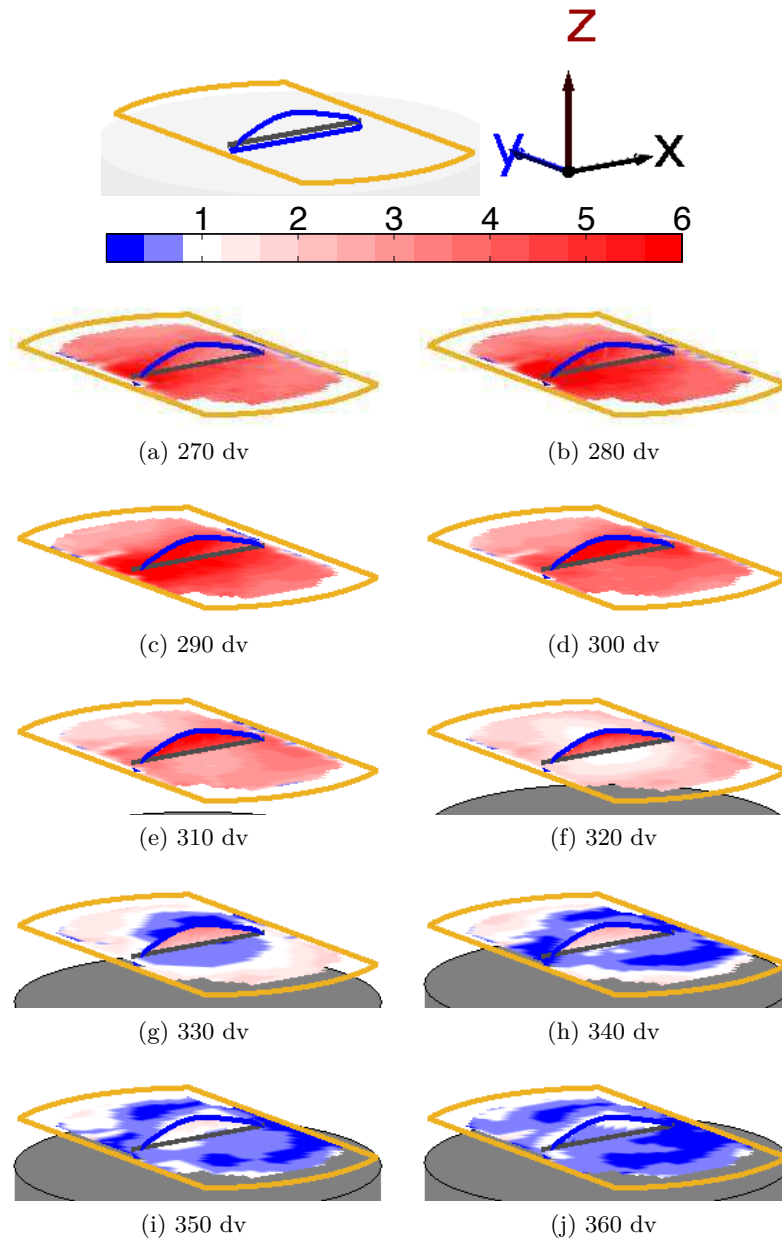 Z
y
x
1 2 3 4 5 6
(a) 270 dv
(b) 280 dv
(c) 290 dv
(d) 300 dv
(e) 310 dv
(f) 320 dv
(g) 330 dv
(h) 340 dv
(i) 350 dv
(j) 360 dv